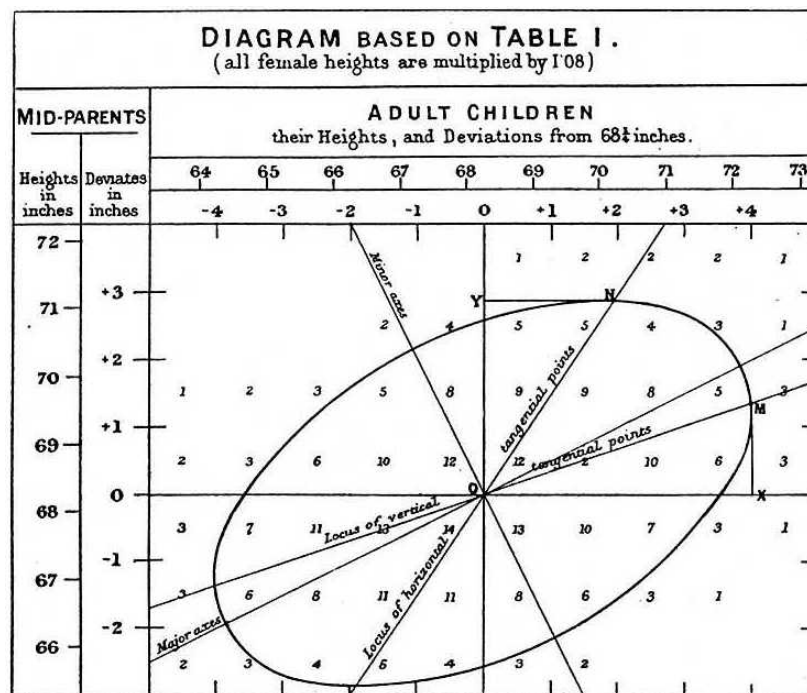 DIAGRAM BASED ON TABLE I.
(all female heights are multiplied by 1·08)
MID-PARENTS
ADULT CHILDREN
their Heights, and Deviations from 68¼ inches.
Heights in inches
Deviates in inches
64 65 66 67 68 69 70 71 72 73
-4 -3 -2 -1 0 +1 +2 +3 +4
72
1 2 2 2 1
Minor axes
71 +3 Y N
2 4 5 5 4 3 1
+2
tangential points
70
1 2 3 5 8 9 9 8 5 3
+1 M
69
tangential points
2 3 6 10 12 12 2 10 6 3
0 O X
68
Locus of vertical
3 7 11 13 14 13 10 7 3 1
-1
Locus of horizontal
67
3 6 8 11 11 8 6 3 1
-2
Major axes
66
2 3 4 5 4 3 2